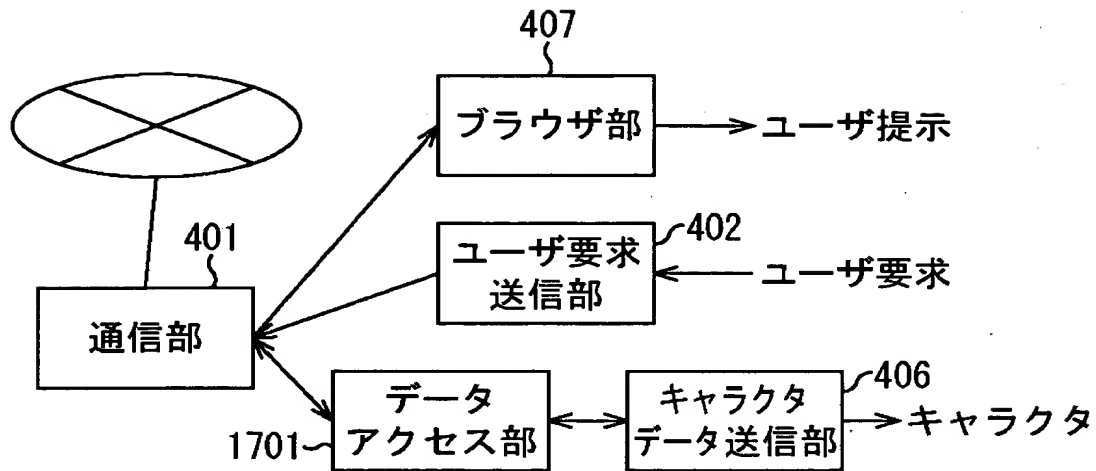 407
ブラウザ部
ユーザ提示
401
402
ユーザ要求
送信部
ユーザ要求
通信部
406
データ
アクセス部
1701
キャラクタ
データ送信部
キャラクタ